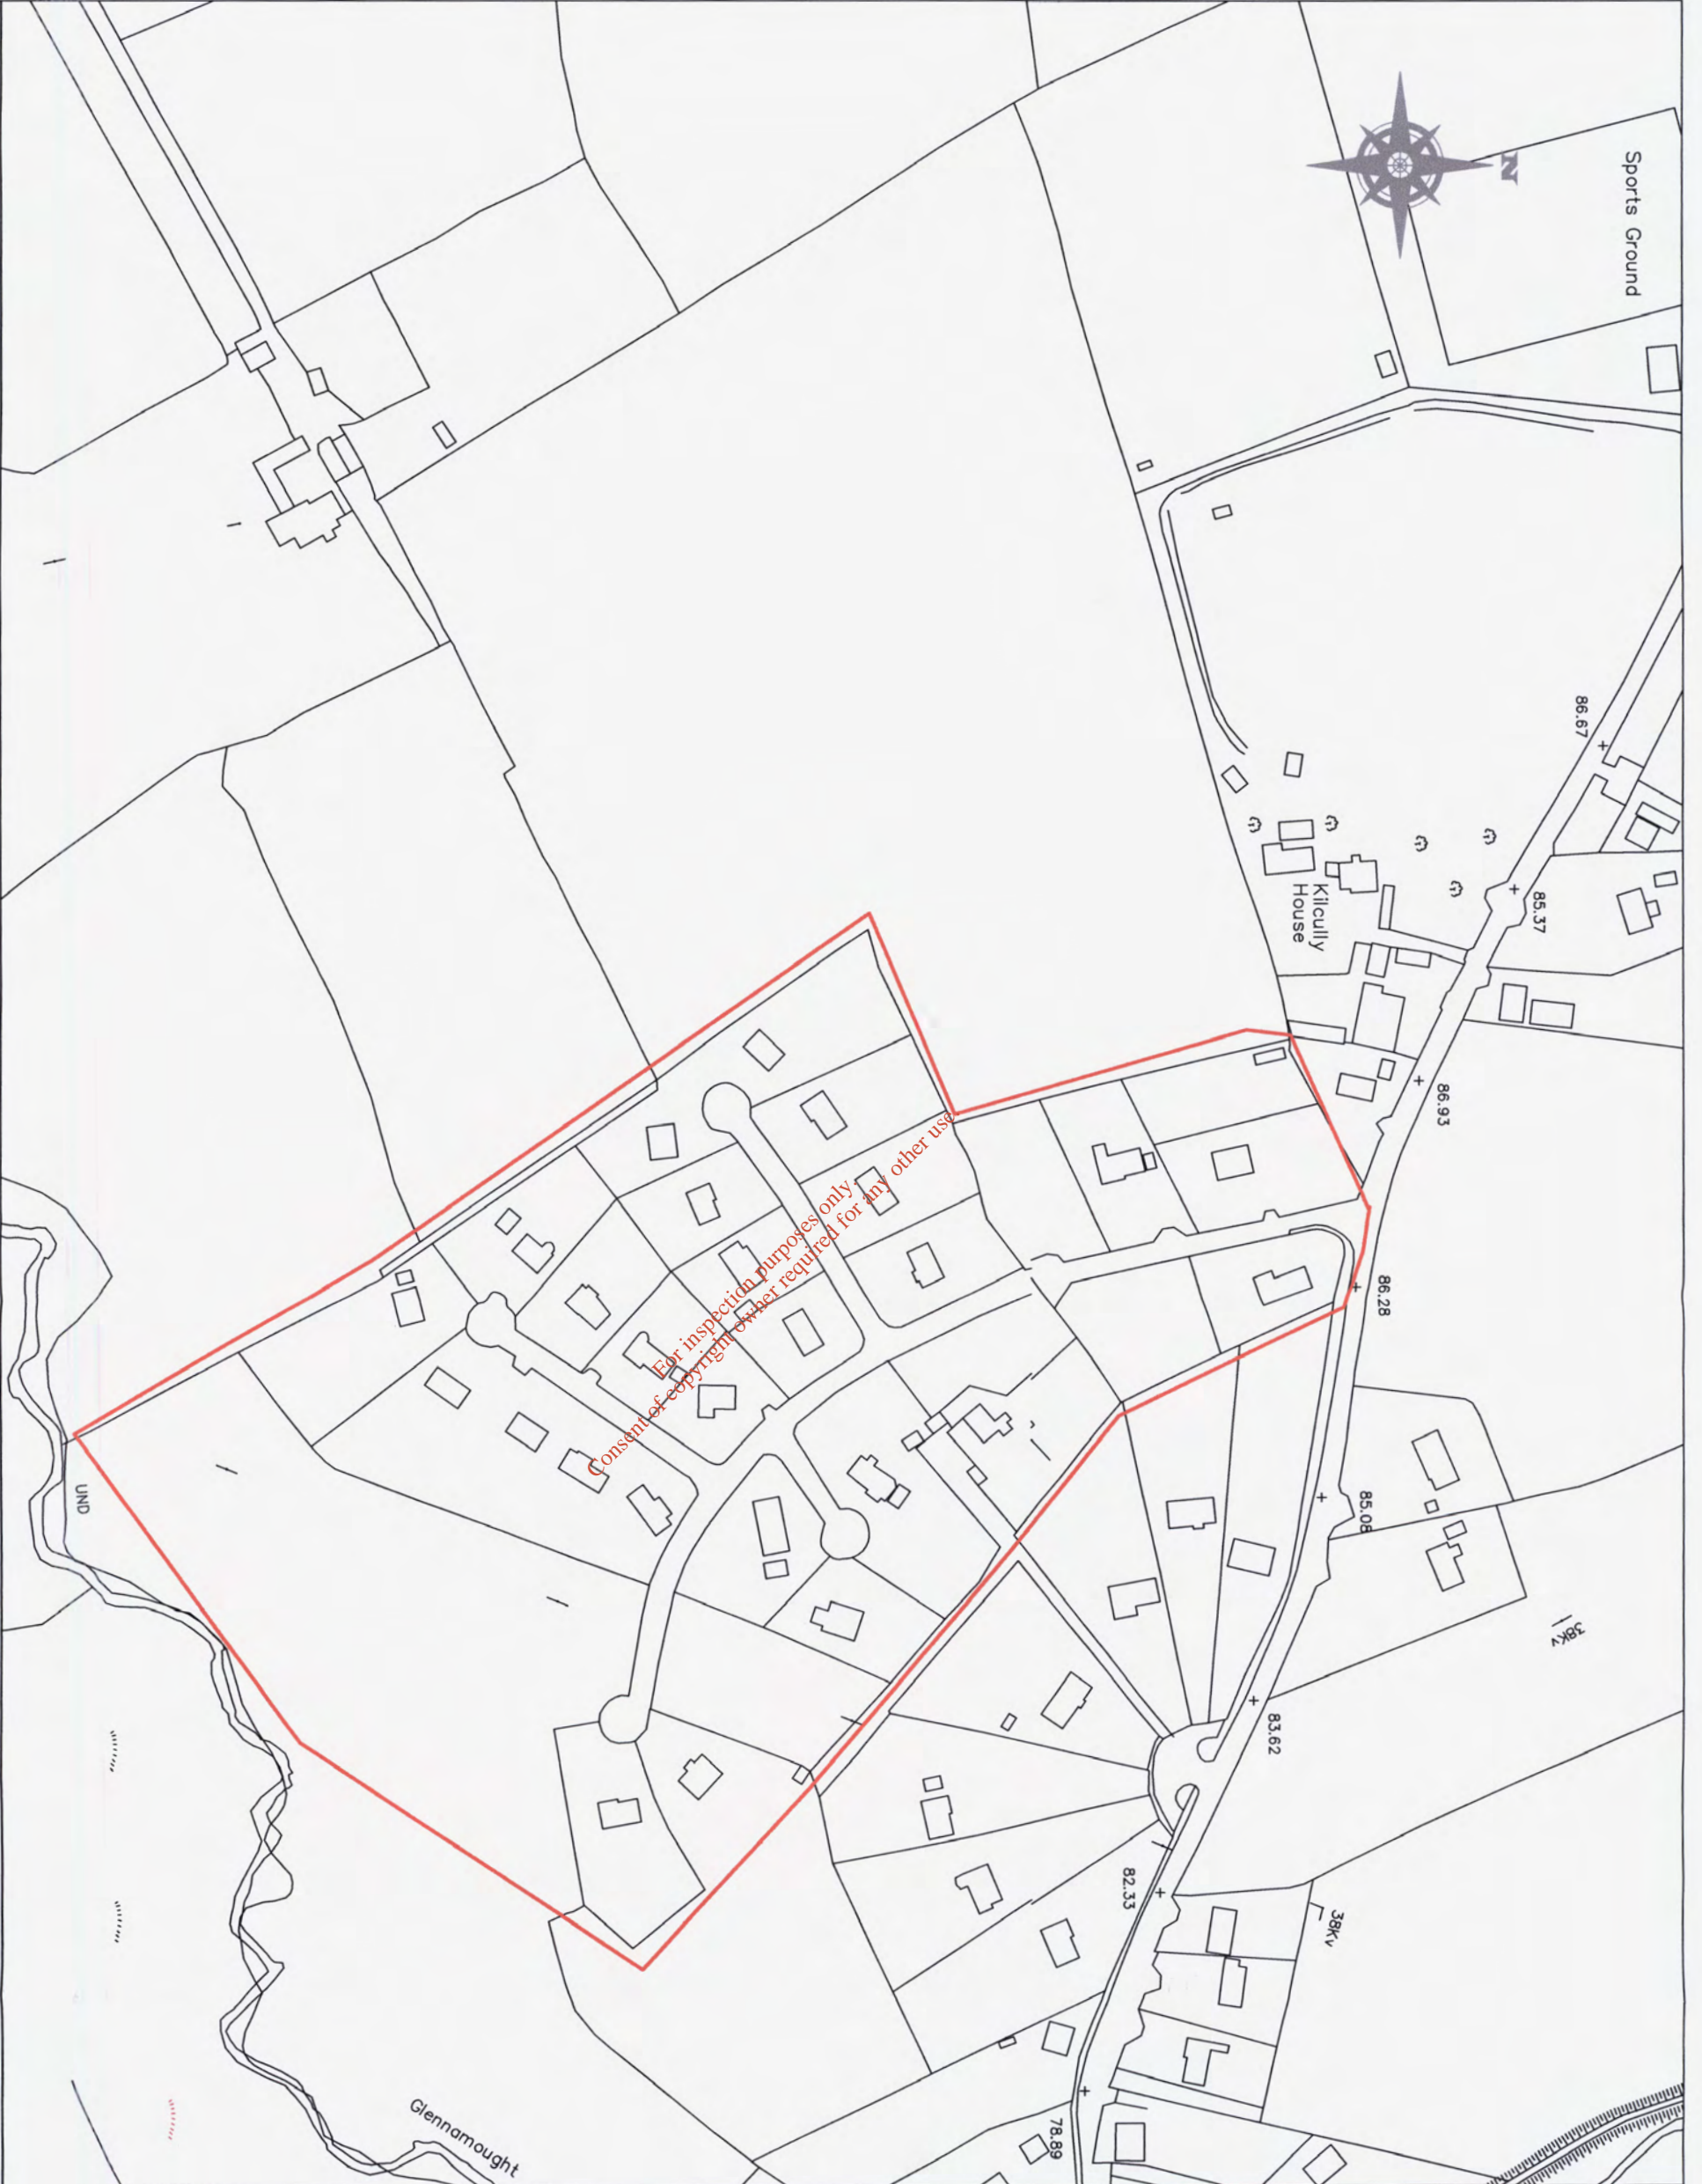 Sports Ground
N
86.67
85.37
Kilcully
House
86.93
86.28
For inspection purposes only.
Consent of copyright owner required for any other use.
UND
85.08
38Kv
83.62
82.33
38Kv
78.89
Glennamought